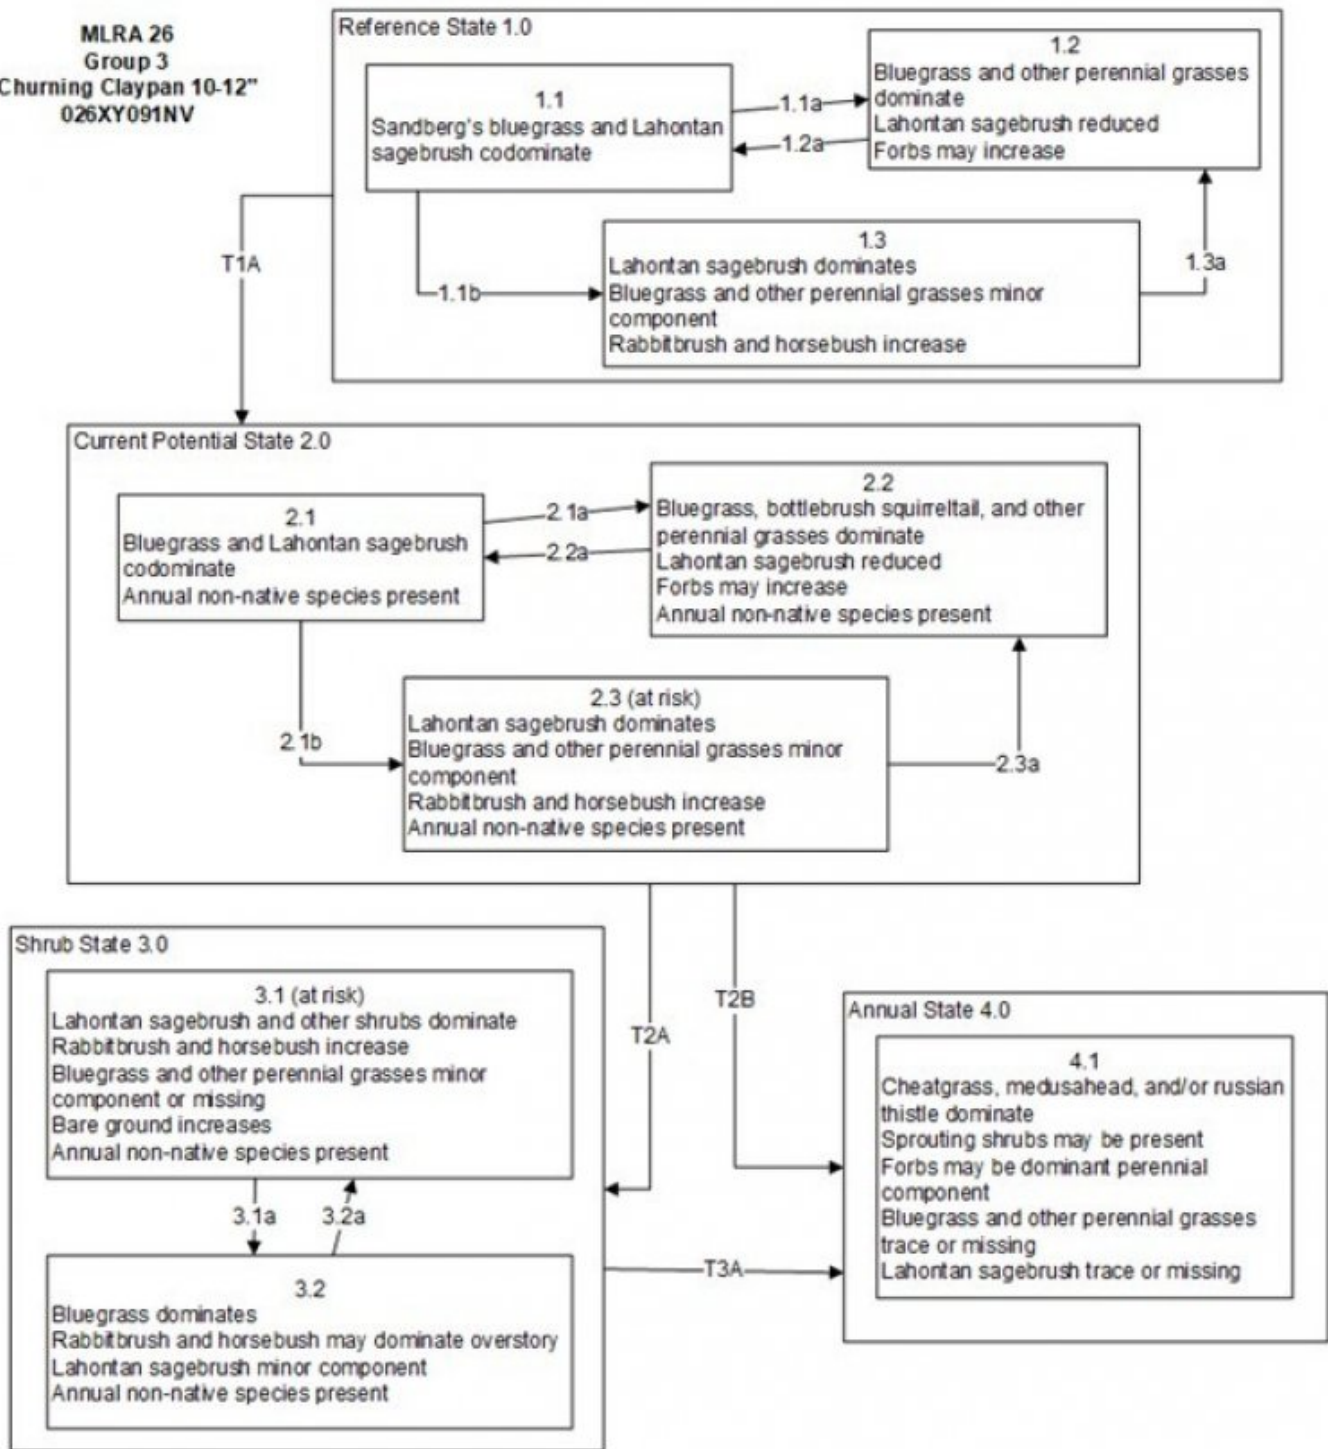 MLRA 26
Group 3
Churning Claypan 10-12"
026XY091NV
Reference State 1.0
1.1
Sandberg's bluegrass and Lahontan
sagebrush codominate
1.1a
1.2a
1.2
Bluegrass and other perennial grasses
dominate
Lahontan sagebrush reduced
Forbs may increase
1.1b
1.3
Lahontan sagebrush dominates
Bluegrass and other perennial grasses minor
component
Rabbitbrush and horsebush increase
1.3a
T1A
Current Potential State 2.0
2.1
Bluegrass and Lahontan sagebrush
codominate
Annual non-native species present
2.1a
2.2a
2.2
Bluegrass, bottlebrush squirreltail, and other
perennial grasses dominate
Lahontan sagebrush reduced
Forbs may increase
Annual non-native species present
2.1b
2.3 (at risk)
Lahontan sagebrush dominates
Bluegrass and other perennial grasses minor
component
Rabbitbrush and horsebush increase
Annual non-native species present
2.3a
T2A
T2B
Shrub State 3.0
3.1 (at risk)
Lahontan sagebrush and other shrubs dominate
Rabbitbrush and horsebush increase
Bluegrass and other perennial grasses minor
component or missing
Bare ground increases
Annual non-native species present
3.1a
3.2a
3.2
Bluegrass dominates
Rabbitbrush and horsebush may dominate overstory
Lahontan sagebrush minor component
Annual non-native species present
T3A
Annual State 4.0
4.1
Cheatgrass, medusahead, and/or russian
thistle dominate
Sprouting shrubs may be present
Forbs may be dominant perennial
component
Bluegrass and other perennial grasses
trace or missing
Lahontan sagebrush trace or missing